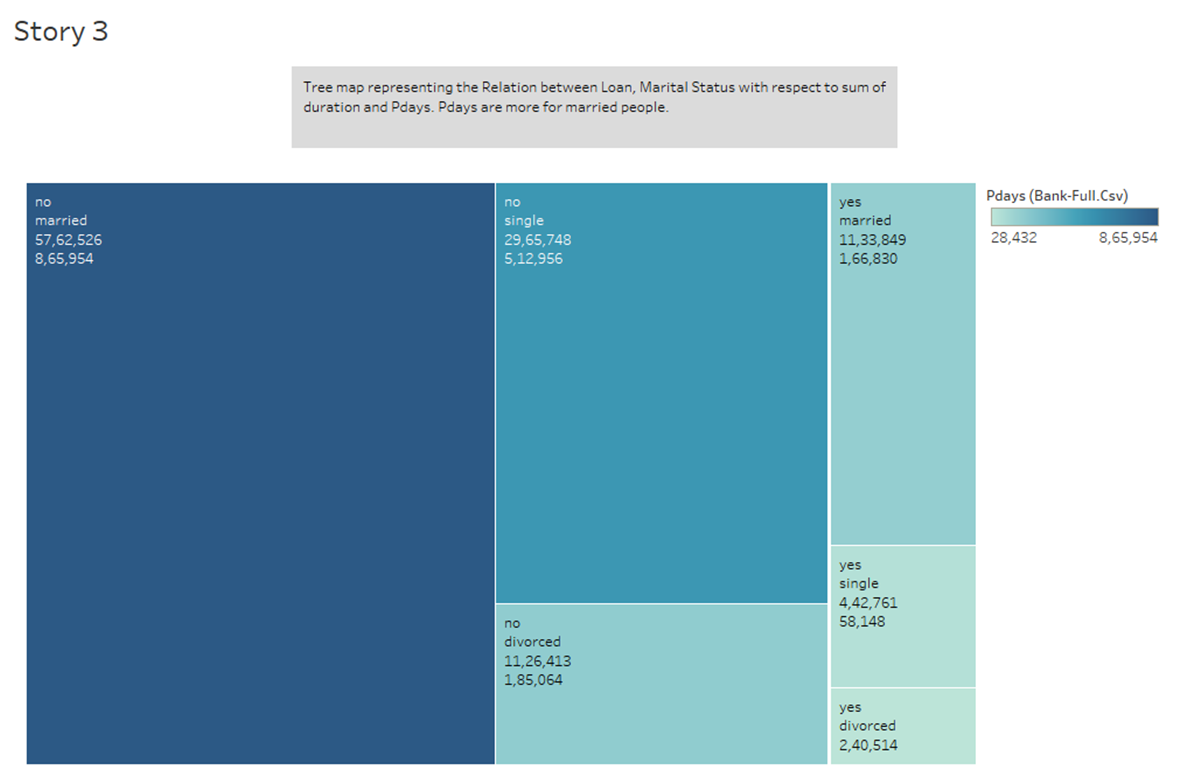 Story 3
Tree map representing the Relation between Loan, Marital Status with respect to sum of
duration and Pdays. Pdays are more for married people.
no
married
57,62,526
8,65,954
no
single
29,65,748
5,12,956
no
divorced
11,26,413
1,85,064
yes
married
11,33,849
1,66,830
yes
single
4,42,761
58,148
yes
divorced
2,40,514
Pdays (Bank-Full.Csv)
28,432 8,65,954